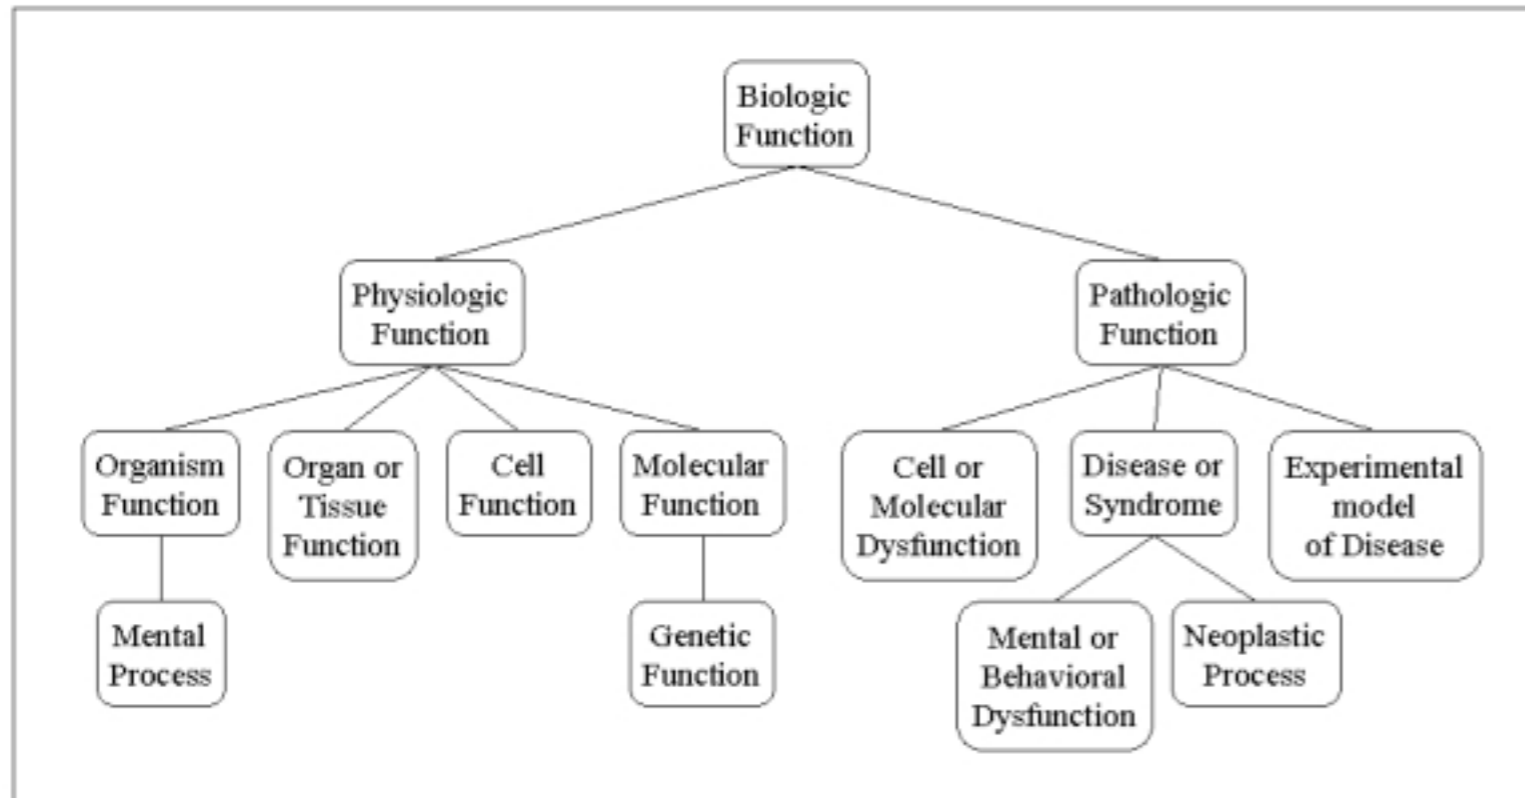 Biologic
Function
Physiologic
Function
Pathologic
Function
Organism
Function
Organ or
Tissue
Function
Cell
Function
Molecular
Function
Cell or
Molecular
Dysfunction
Disease or
Syndrome
Experimental
model
of Disease
Mental
Process
Genetic
Function
Mental or
Behavioral
Dysfunction
Neoplastic
Process